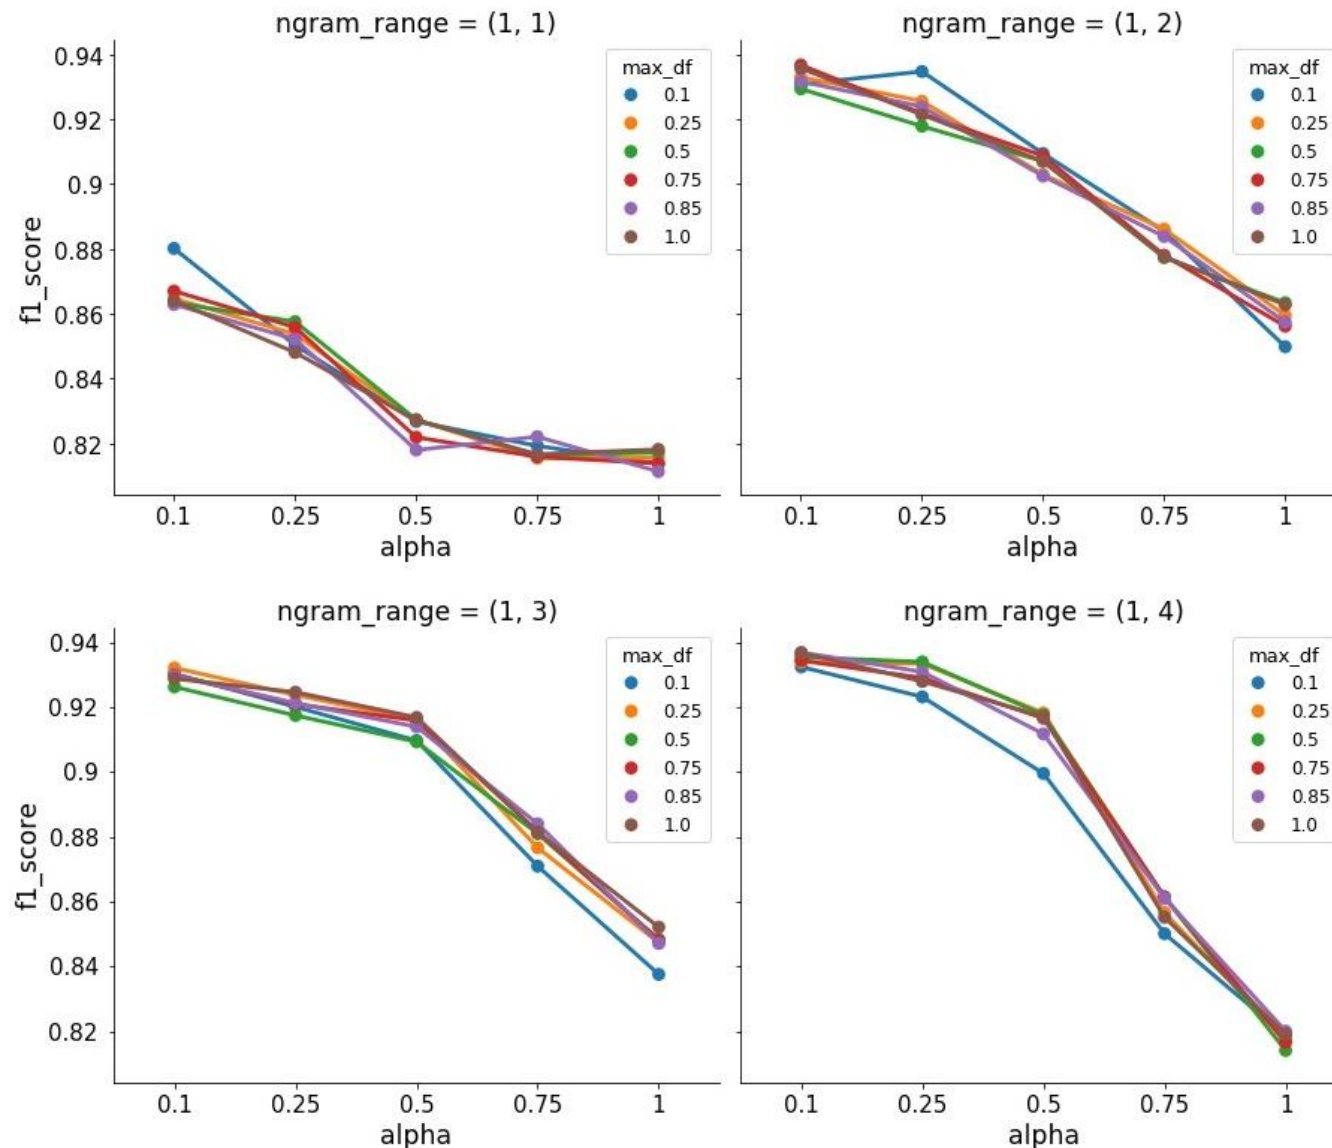 ngram_range = (1, 1)
0.94
0.92
0.9
0.88
0.86
0.84
0.82
f1_score
max_df
0.1
0.25
0.5
0.75
0.85
1.0
0.1 0.25 0.5 0.75 1
alpha
ngram_range = (1, 2)
max_df
0.1
0.25
0.5
0.75
0.85
1.0
0.1 0.25 0.5 0.75 1
alpha
ngram_range = (1, 3)
0.94
0.92
0.9
0.88
0.86
0.84
0.82
f1_score
max_df
0.1
0.25
0.5
0.75
0.85
1.0
0.1 0.25 0.5 0.75 1
alpha
ngram_range = (1, 4)
max_df
0.1
0.25
0.5
0.75
0.85
1.0
0.1 0.25 0.5 0.75 1
alpha